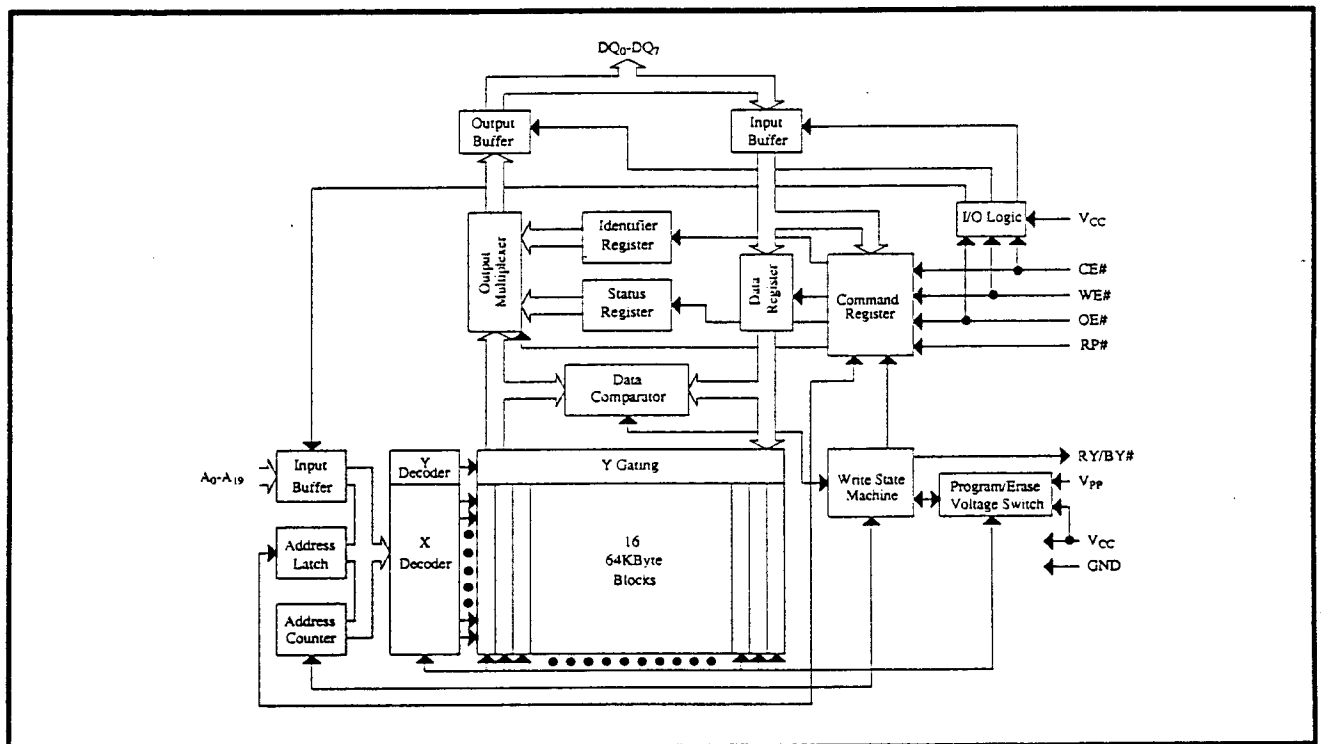 DQ0-DQ7
Output
Buffer
Input
Buffer
I/O Logic
VCC
Output
Multiplexer
Identifier
Register
Status
Register
Data
Register
Command
Register
CE#
WE#
OE#
RP#
Data
Comparator
A0-A19
Input
Buffer
Y
Decoder
Y Gating
Write State
Machine
RY/BY#
Program/Erase
Voltage Switch
VPP
VCC
GND
Address
Latch
X
Decoder
16
64KByte
Blocks
Address
Counter